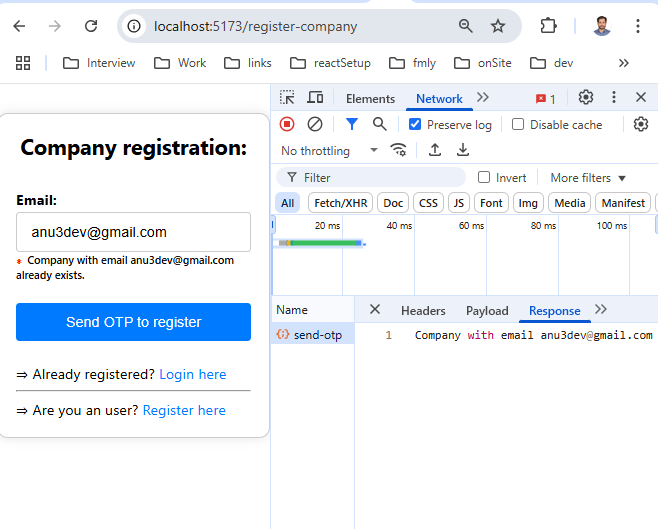 localhost:5173/register-company
Interview Work links reactSetup fmly onSite dev
Elements Network 1
Preserve log Disable cache
No throttling
Filter Invert More filters
All Fetch/XHR Doc CSS JS Font Img Media Manifest
20 ms 40 ms 60 ms 80 ms 100 ms
Name Headers Payload Response
send-otp
1 Company with email anu3dev@gmail.com
Company registration:
Email:
anu3dev@gmail.com
* Company with email anu3dev@gmail.com
already exists.
Send OTP to register
⇒ Already registered? Login here
⇒ Are you an user? Register here